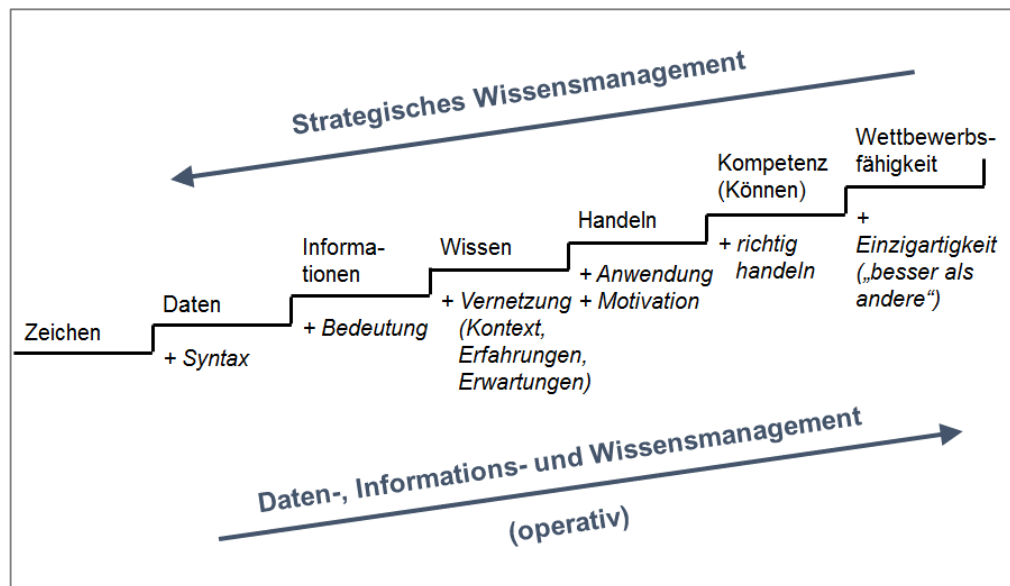 Strategisches Wissensmanagement
Wettbewerbs-
fähigkeit
Kompetenz
(Können)
Handeln
Wissen
Informa-
tionen
Daten
Zeichen
+ Syntax
+ Bedeutung
+ Vernetzung
(Kontext,
Erfahrungen,
Erwartungen)
+ Anwendung
+ Motivation
+ richtig
handeln
+
Einzigartigkeit
(„besser als
andere“)
Daten-, Informations- und Wissensmanagement
(operativ)